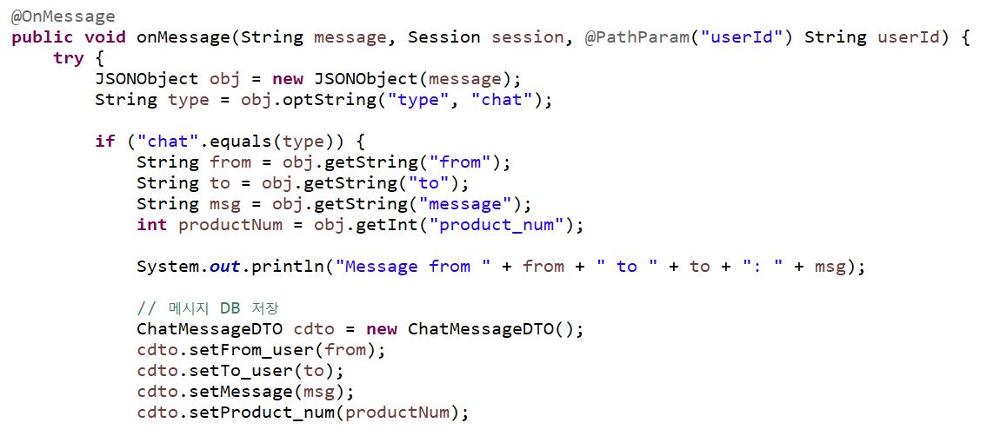 @OnMessage
public void onMessage(String message, Session session, @PathParam("userId") String userId) {
    try {
        JSONObject obj = new JSONObject(message);
        String type = obj.optString("type", "chat");

        if ("chat".equals(type)) {
            String from = obj.getString("from");
            String to = obj.getString("to");
            String msg = obj.getString("message");
            int productNum = obj.getInt("product_num");

            System.out.println("Message from " + from + " to " + to + ": " + msg);

            // 메시지 DB 저장
            ChatMessageDTO cdto = new ChatMessageDTO();
            cdto.setFrom_user(from);
            cdto.setTo_user(to);
            cdto.setMessage(msg);
            cdto.setProduct_num(productNum);